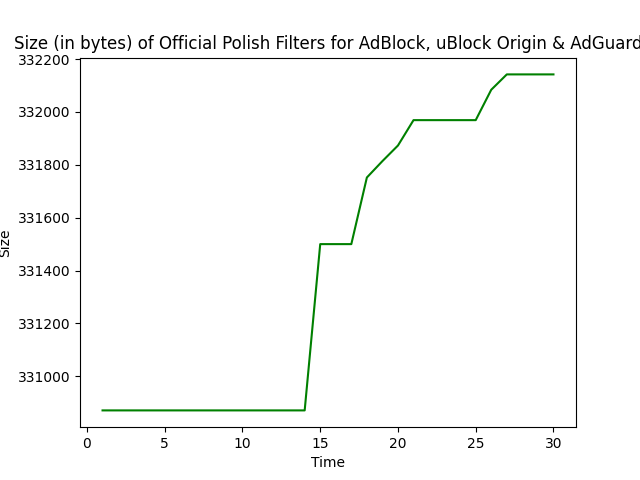 Size (in bytes) of Official Polish Filters for AdBlock, uBlock Origin & AdGuard
332200
332000
331800
331600
331400
331200
331000
Size
0 5 10 15 20 25 30
Time